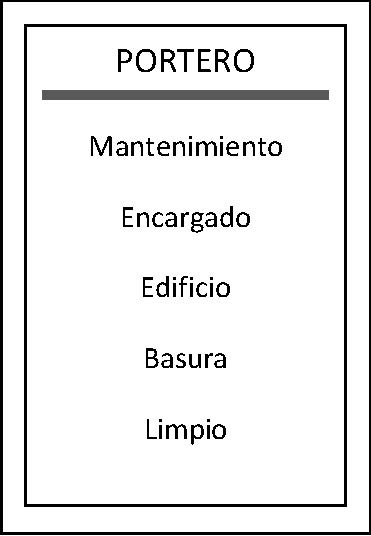 PORTERO
Mantenimiento
Encargado
Edificio
Basura
Limpio